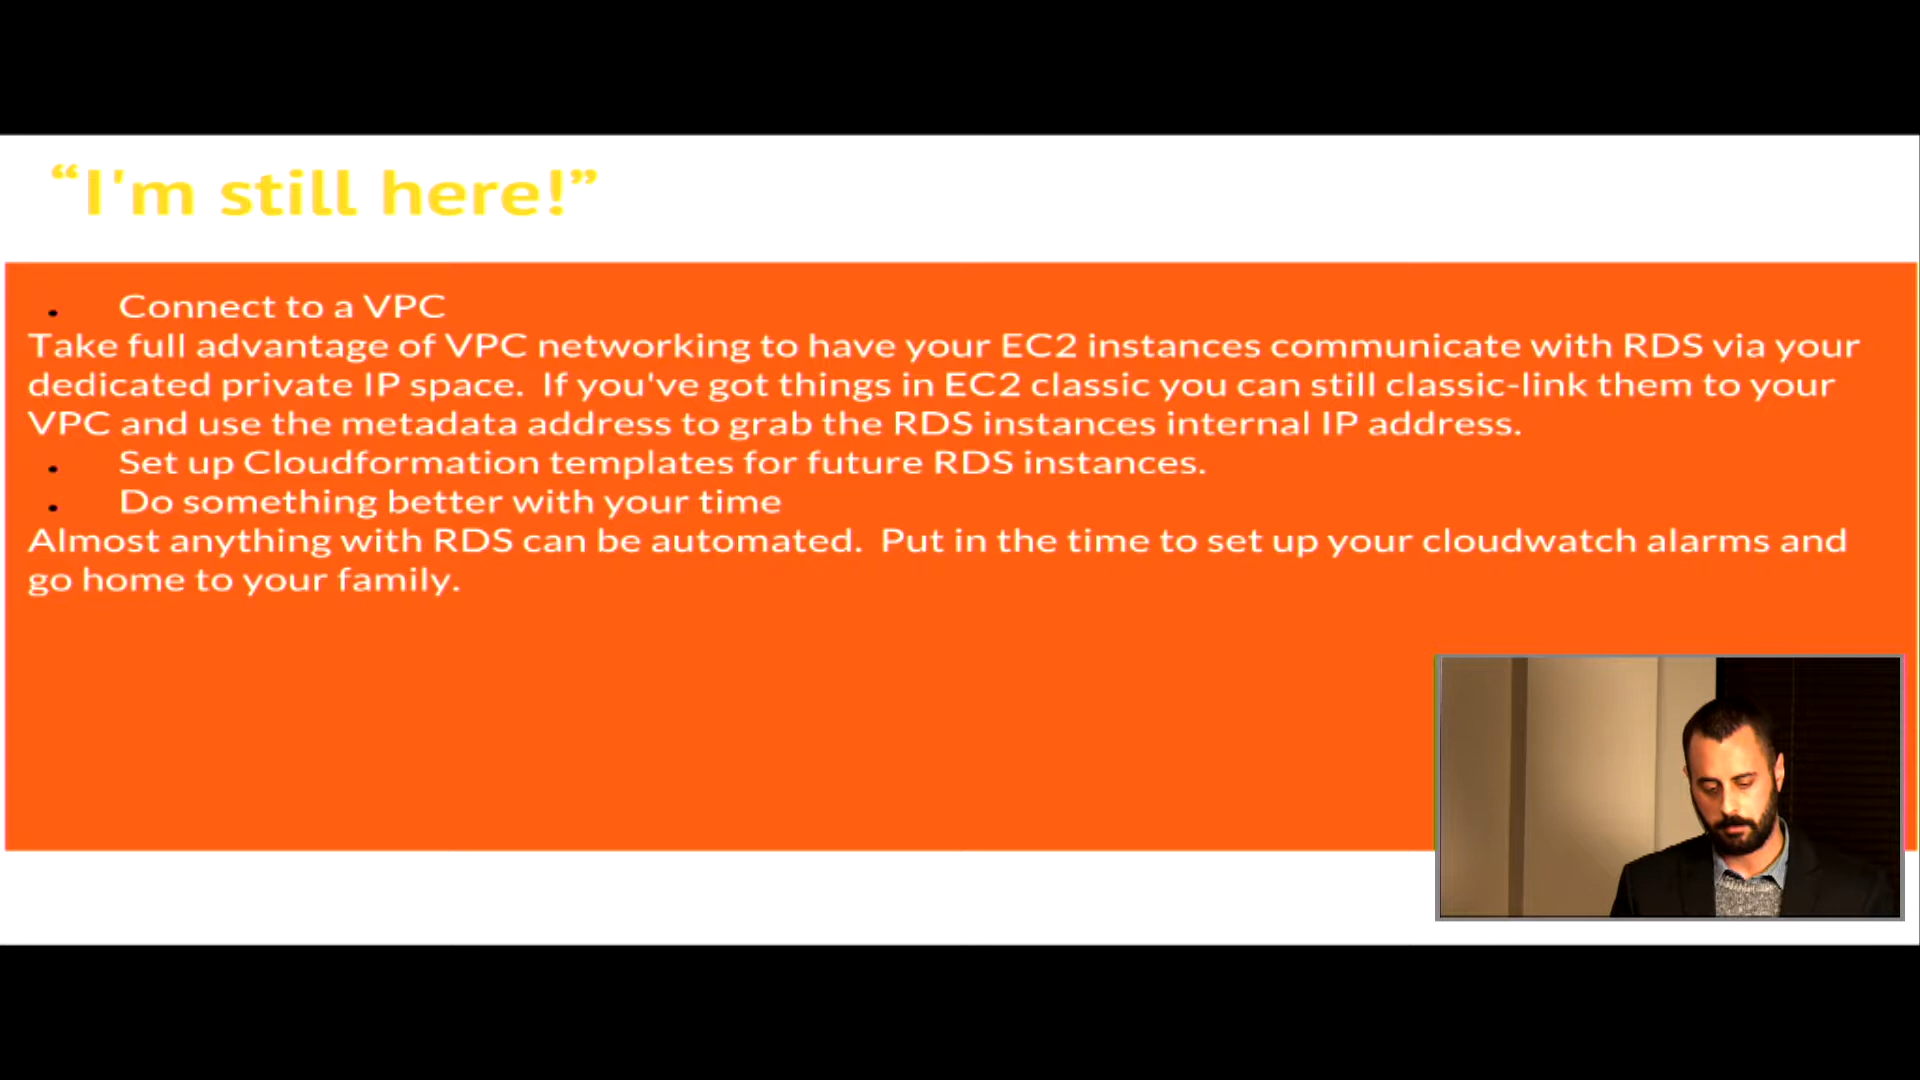 “I'm still here!”
. Connect to a VPC
Take full advantage of VPC networking to have your EC2 instances communicate with RDS via your
dedicated private IP space.  If you've got things in EC2 classic you can still classic-link them to your
VPC and use the metadata address to grab the RDS instances internal IP address.
. Set up Cloudformation templates for future RDS instances.
. Do something better with your time
Almost anything with RDS can be automated.  Put in the time to set up your cloudwatch alarms and
go home to your family.